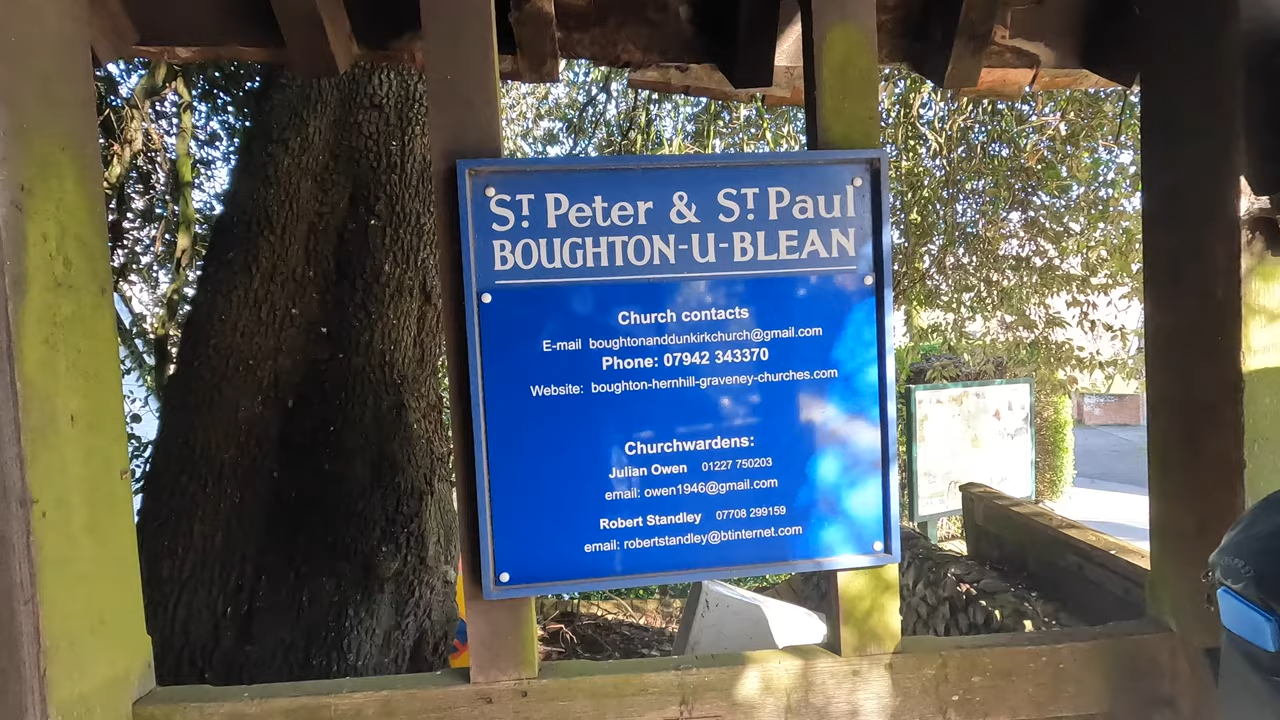 ST Peter & ST Paul
BOUGHTON-U-BLEAN
Church contacts
E-mail boughtonanddunkirkchurch@gmail.com
Phone: 07942 343370
Website: boughton-hernhill-graveney-churches.com
Churchwardens:
Julian Owen 01227 750203
email: owen1946@gmail.com
Robert Standley 07708 299159
email: robertstandley@btinternet.com